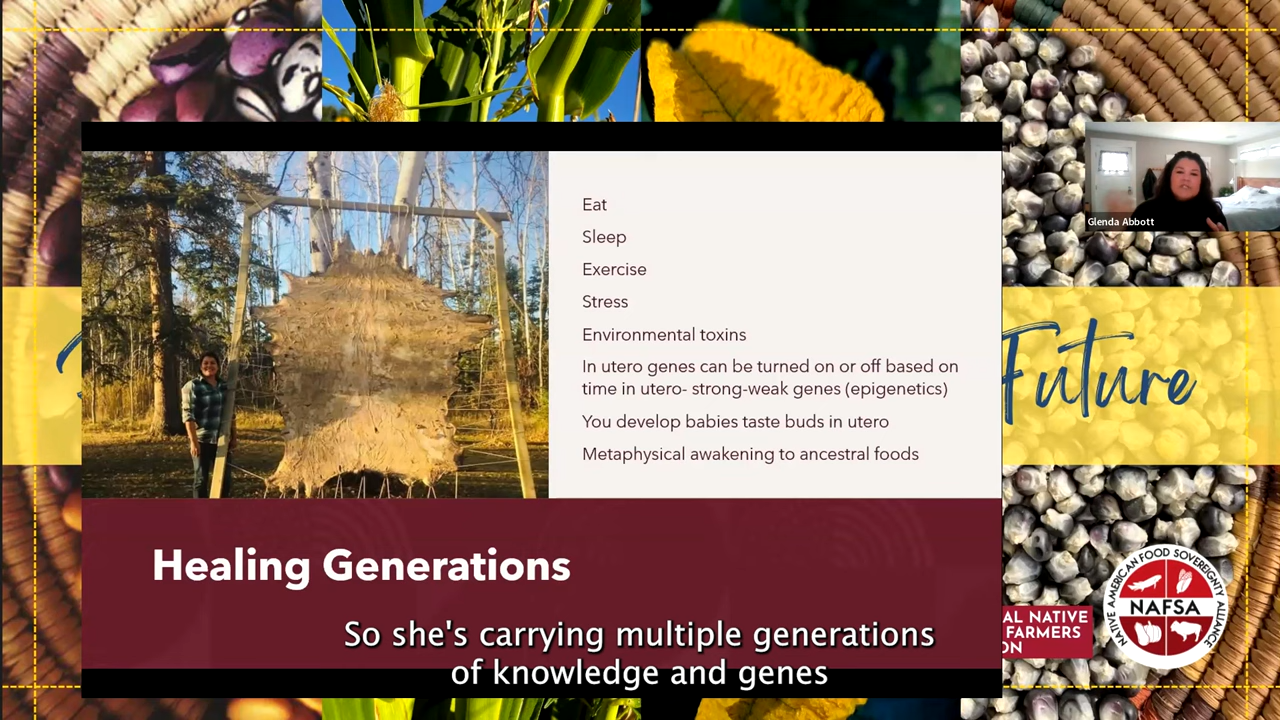 Eat
Sleep
Exercise
Stress
Environmental toxins
In utero genes can be turned on or off based on
time in utero- strong-weak genes (epigenetics)
You develop babies taste buds in utero
Metaphysical awakening to ancestral foods
Healing Generations
So she's carrying multiple generations
of knowledge and genes
Glenda Abbott
Future
AL NATIVE
FARMERS
ON
NATIVE AMERICAN FOOD SOVEREIGNTY ALLIANCE
NAFSA